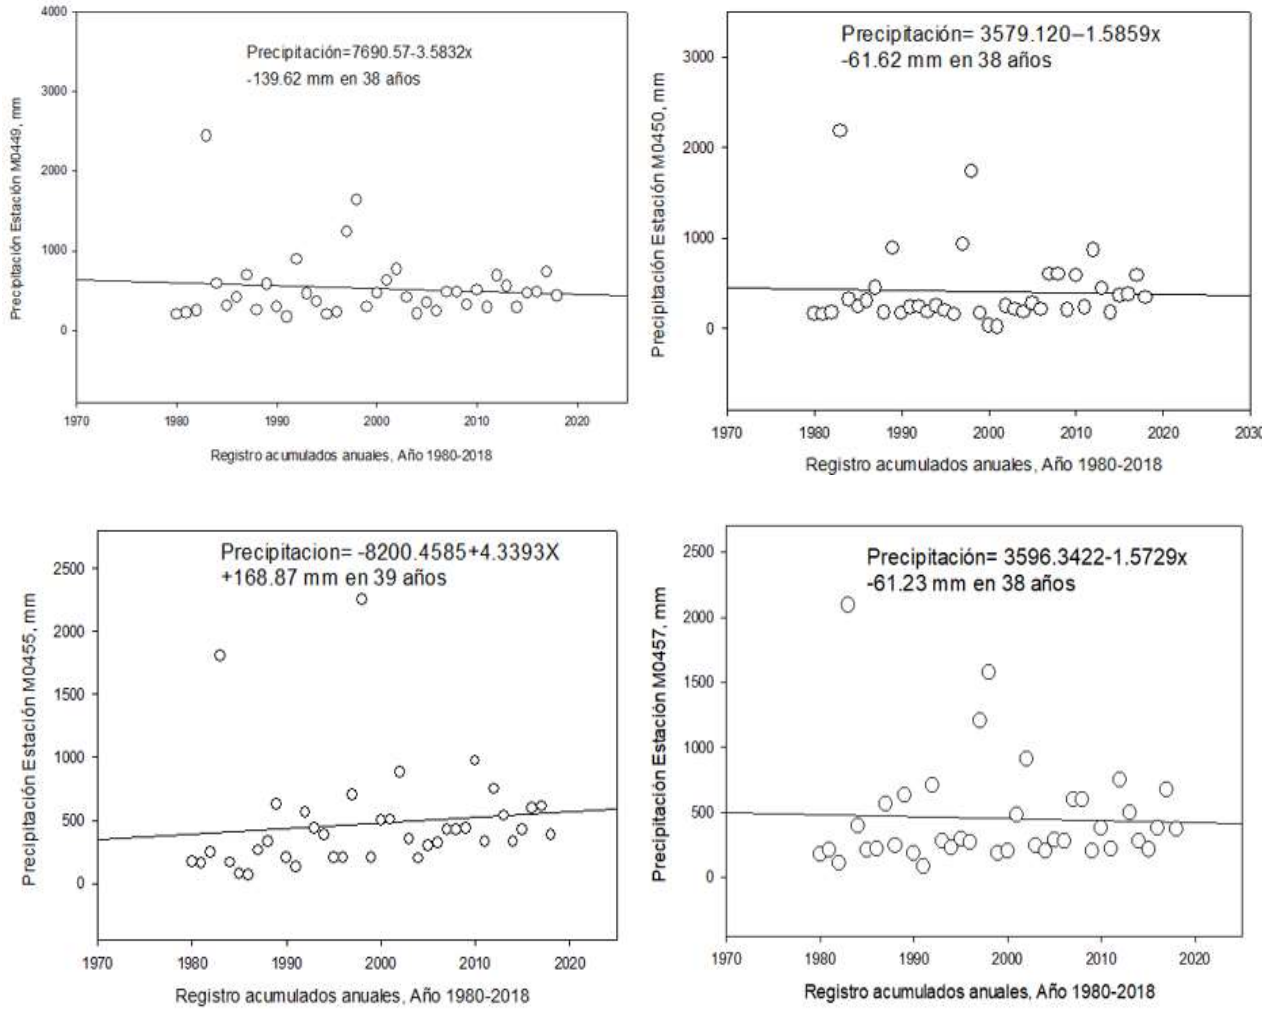 Precipitación=7690.57-3.5832x
-139.62 mm en 38 años
Precipitación Estación M0449, mm
4000
3000
2000
1000
0
1970 1980 1990 2000 2010 2020
Registro acumulados anuales, Año 1980-2018
Precipitación= 3579.120–1.5859x
-61.62 mm en 38 años
Precipitación Estación M0450, mm
3000
2000
1000
0
1970 1980 1990 2000 2010 2020 2030
Registro acumulados anuales, Año 1980-2018
Precipitacion= -8200.4585+4.3393X
+168.87 mm en 39 años
Precipitación Estación M0455, mm
2500
2000
1500
1000
500
0
1970 1980 1990 2000 2010 2020
Registro acumulados anuales, Año 1980-2018
Precipitación= 3596.3422-1.5729x
-61.23 mm en 38 años
Precipitación Estación M0457, mm
2500
2000
1500
1000
500
0
1970 1980 1990 2000 2010 2020
Registro acumulados anuales, Año 1980-2018